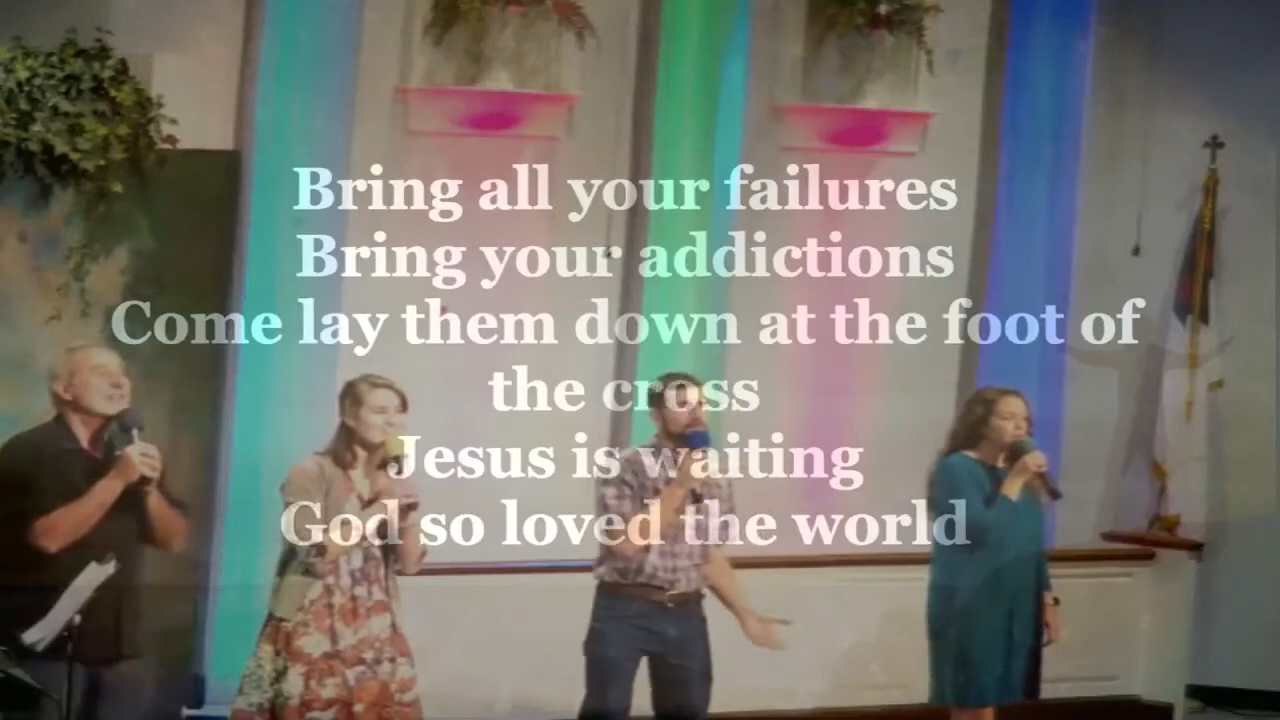 Bring all your failures
Bring your addictions
Come lay them down at the foot of
the cross
Jesus is waiting
God so loved the world